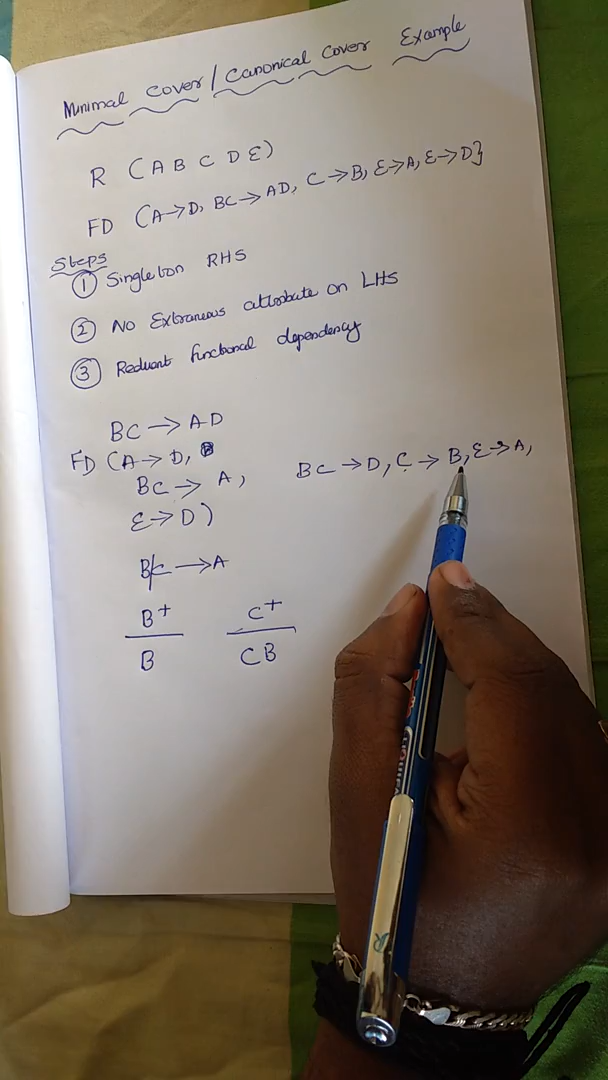 Minimal Cover / Canonical Cover Example
R (A B C D E)
FD (A→D, BC→AD, C→B, E→A, E→D}
Steps
① Singleton RHS
② No Extraneous attribute on LHS
③ Reduant functional dependency
BC → AD
FD (A → D,
BC → A, BC → D, C → B, E → A,
E → D)
BC → A
B+ C+
B CB